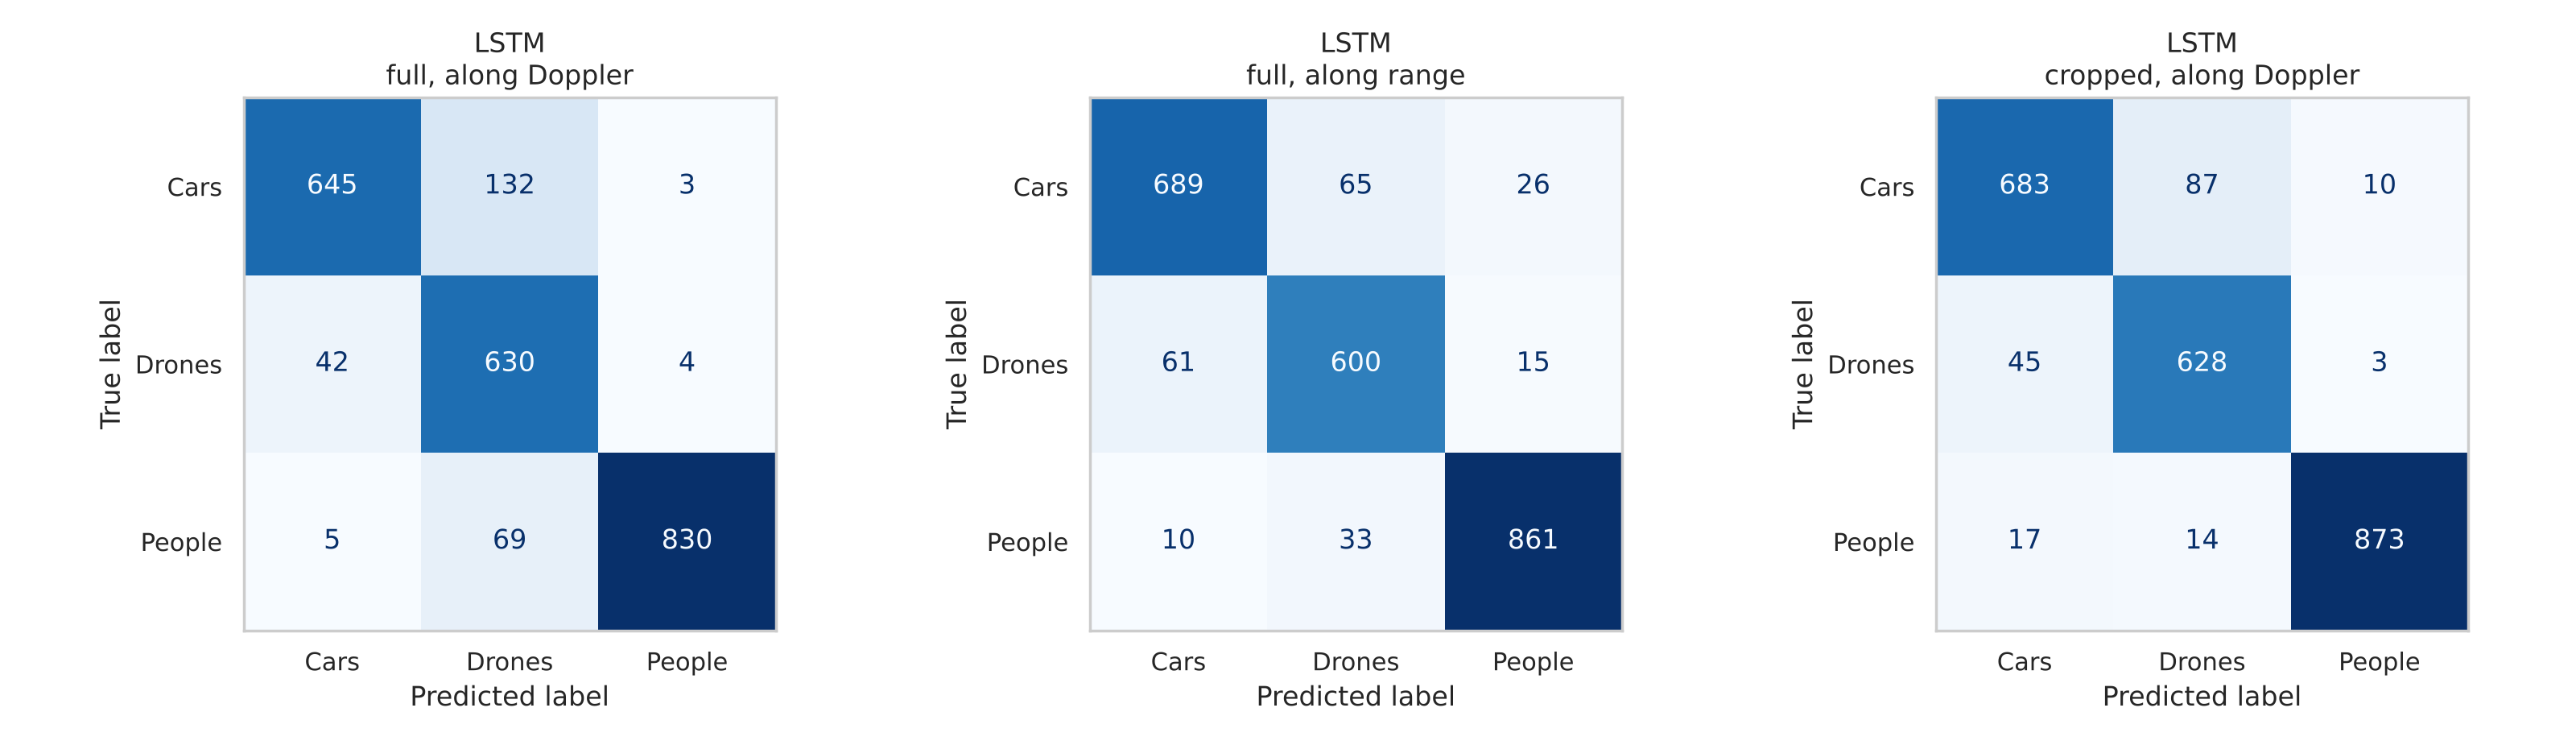 LSTM
full, along Doppler
True label
Cars
645 132 3
Drones
42 630 4
People
5 69 830
Cars Drones People
Predicted label
LSTM
full, along range
True label
Cars
689 65 26
Drones
61 600 15
People
10 33 861
Cars Drones People
Predicted label
LSTM
cropped, along Doppler
True label
Cars
683 87 10
Drones
45 628 3
People
17 14 873
Cars Drones People
Predicted label